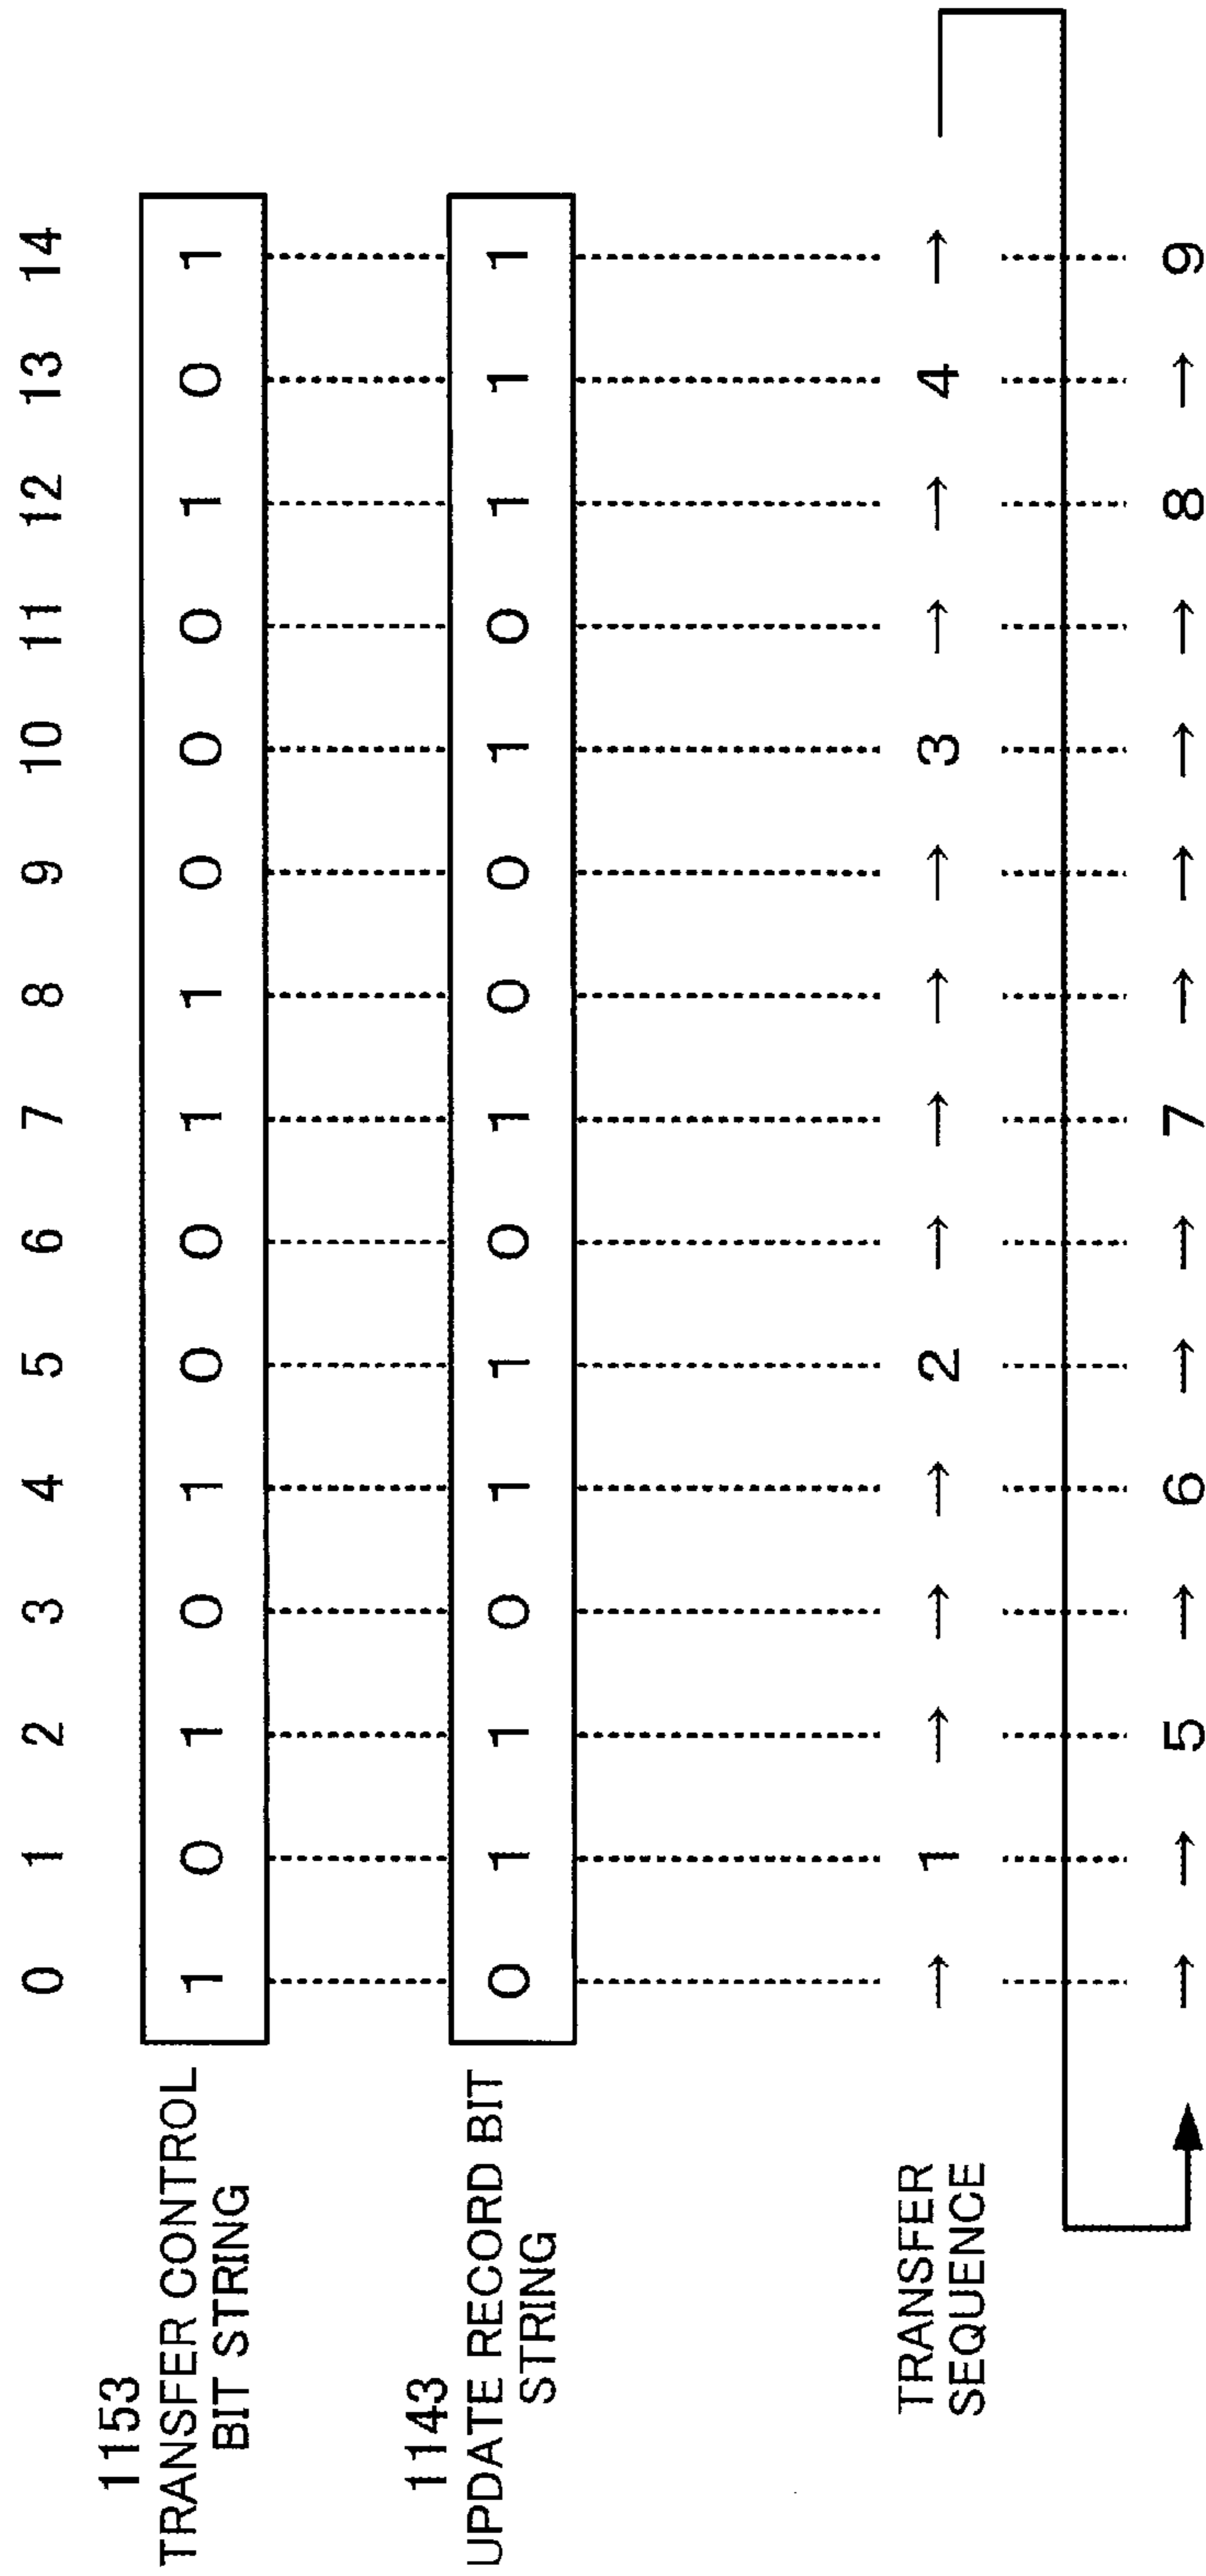 0 1 2 3 4 5 6 7 8 9 10 11 12 13 14
1153
TRANSFER CONTROL
BIT STRING
1 0 1 0 1 0 0 1 1 0 0 0 1 0 1
1143
UPDATE RECORD BIT
STRING
0 1 1 0 1 1 0 1 0 0 1 0 1 1 1
TRANSFER
SEQUENCE
→ 1 → → → 2 → → → → 3 → → 4 →
→ → 5 → 6 → → 7 → → → → 8 → 9